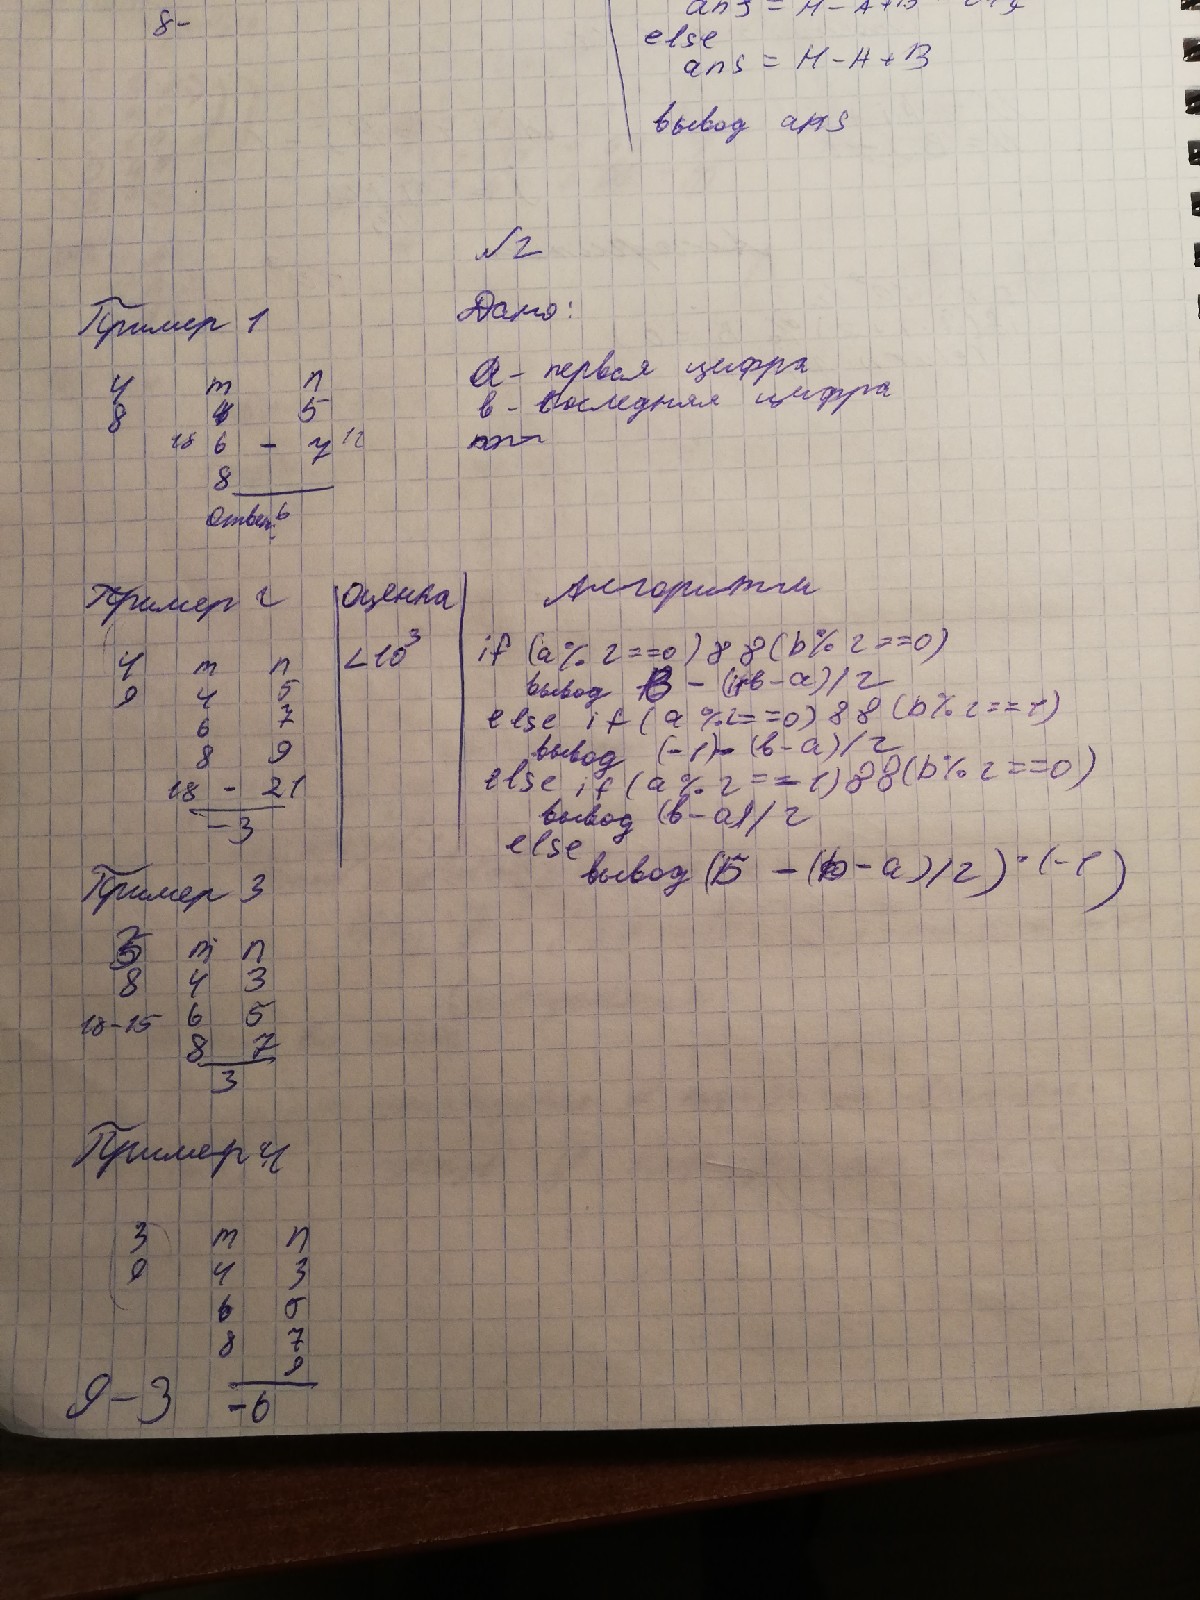 8-
ans = M-A+B
else
ans = M-A+B
вывод ans
№2
Пример 1
4 m n
8 4 5
18 6 - 7 12
8
Ответ: 6
Дано:
a - первая цифра
в - последняя цифра
Пример 2
4 m n
9 4 5
6 7
8 9
18 - 21
-3
Оценка
<10³
Алгоритм
if (a%2==0)&&(b%2==0)
вывод B - (b-a)/2
else if (a%2==0)&&(b%2==1)
вывод (-1)-(b-a)/2
else if (a%2==1)&&(b%2==0)
вывод (b-a)/2
else
вывод (b - (b-a)/2)·(-1)
Пример 3
m n
8 4 3
18-15 6 5
8 7
3
Пример 4
3 m n
9 4 3
6 5
8 7
9
9-3 -6